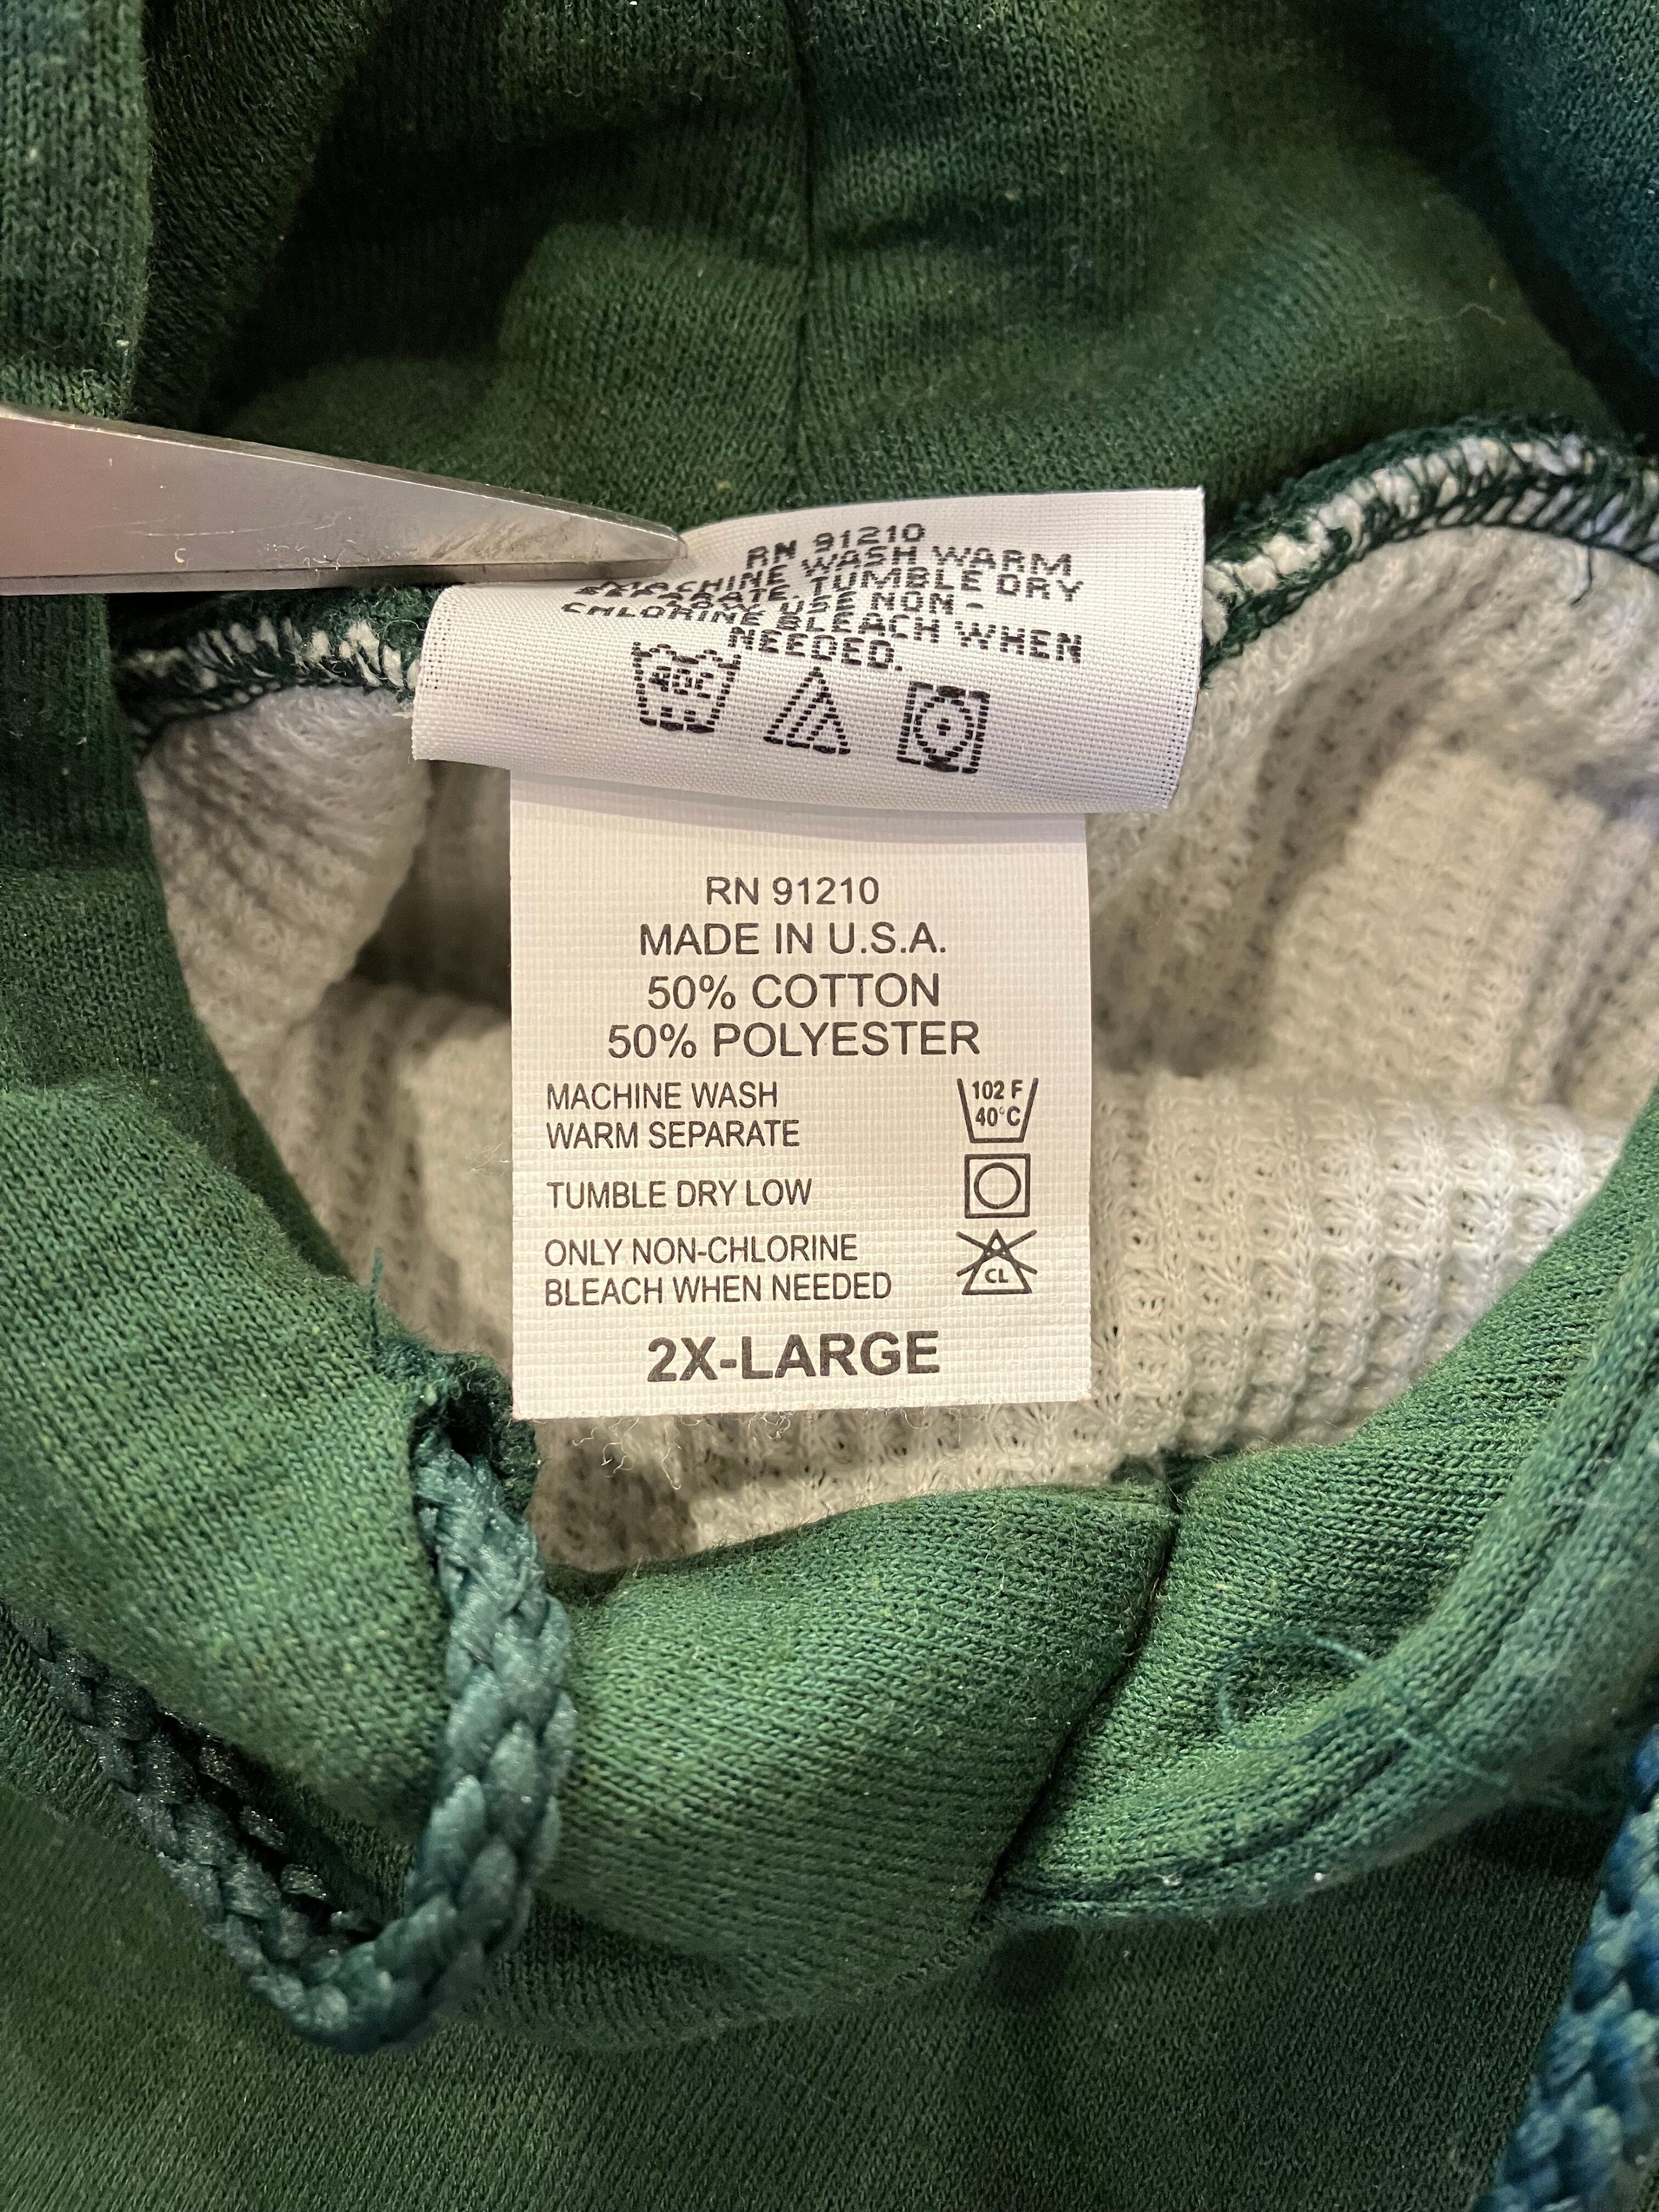 RN 91210
MACHINE WASH WARM
SEPARATE. TUMBLE DRY
LOW. USE NON-
CHLORINE BLEACH WHEN
NEEDED.
40C
RN 91210
MADE IN U.S.A.
50% COTTON
50% POLYESTER
MACHINE WASH
WARM SEPARATE
102 F
40°C
TUMBLE DRY LOW
ONLY NON-CHLORINE
BLEACH WHEN NEEDED
CL
2X-LARGE